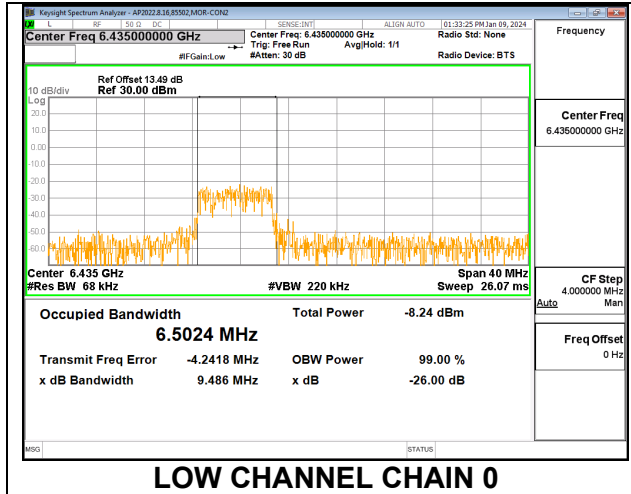 Keysight Spectrum Analyzer - AP2022.8.16,85502,MOR-CON2
L RF 50 Ω DC SENSE:INT ALIGN AUTO 01:33:25 PM Jan 09, 2024
Center Freq 6.435000000 GHz
#IFGain:Low
Center Freq: 6.435000000 GHz
Trig: Free Run Avg|Hold: 1/1
#Atten: 30 dB
Radio Std: None
Radio Device: BTS
Frequency
Ref Offset 13.49 dB
10 dB/div Ref 30.00 dBm
Log
20.0
10.0
0.00
-10.0
-20.0
-30.0
-40.0
-50.0
-60.0
Center 6.435 GHz Span 40 MHz
#Res BW 68 kHz #VBW 220 kHz Sweep 26.07 ms
Occupied Bandwidth Total Power -8.24 dBm
6.5024 MHz
Transmit Freq Error -4.2418 MHz OBW Power 99.00 %
x dB Bandwidth 9.486 MHz x dB -26.00 dB
Center Freq
6.435000000 GHz
CF Step
4.000000 MHz
Auto Man
Freq Offset
0 Hz
MSG STATUS
LOW CHANNEL CHAIN 0